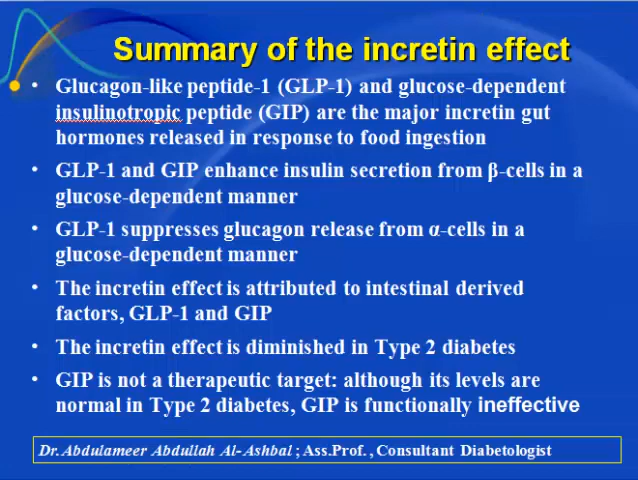 Summary of the incretin effect
• Glucagon-like peptide-1 (GLP-1) and glucose-dependent
insulinotropic peptide (GIP) are the major incretin gut
hormones released in response to food ingestion
• GLP-1 and GIP enhance insulin secretion from β-cells in a
glucose-dependent manner
• GLP-1 suppresses glucagon release from α-cells in a
glucose-dependent manner
• The incretin effect is attributed to intestinal derived
factors, GLP-1 and GIP
• The incretin effect is diminished in Type 2 diabetes
• GIP is not a therapeutic target: although its levels are
normal in Type 2 diabetes, GIP is functionally ineffective
Dr. Abdulameer Abdullah Al-Ashbal ; Ass.Prof. , Consultant Diabetologist